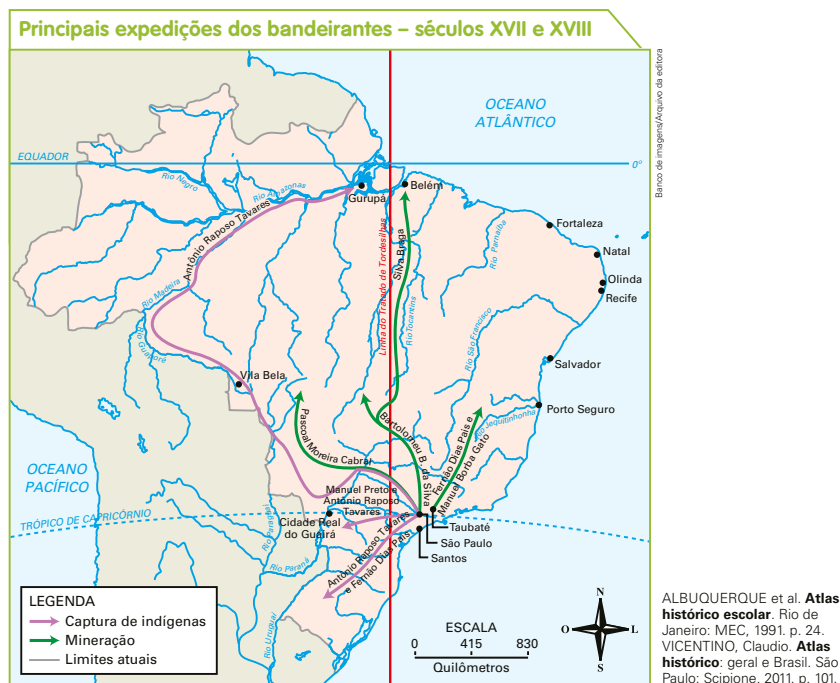 Principais expedições dos bandeirantes – séculos XVII e XVIII
Banco de imagens/Arquivo da editora
OCEANO
ATLÂNTICO
EQUADOR
0º
Rio Negro
Rio Amazonas
Gurupá
Belém
Antônio Raposo Tavares
Silva Braga
Linha do Tratado de Tordesilhas
Rio Tocantins
Rio Parnaíba
Fortaleza
Natal
Olinda
Recife
Rio Madeira
Rio Guaporé
Rio São Francisco
Salvador
Vila Bela
Porto Seguro
Rio Jequitinhonha
Pascoal Moreira Cabral
Bartolomeu B. da Silva
Fernão Dias Pais e
Manuel Borba Gato
OCEANO
PACÍFICO
Manuel Preto e
Antônio Raposo
Tavares
TRÓPICO DE CAPRICÓRNIO
Cidade Real
do Guairá
Taubaté
São Paulo
Santos
Rio Paraguai
Rio Paraná
Antônio Raposo Tavares
e Fernão Dias Pais
Rio Uruguai
LEGENDA
Captura de indígenas
Mineração
Limites atuais
ESCALA
0 415 830
Quilômetros
N
O L
S
ALBUQUERQUE et al. Atlas
histórico escolar. Rio de
Janeiro: MEC, 1991. p. 24.
VICENTINO, Claudio. Atlas
histórico: geral e Brasil. São
Paulo: Scipione, 2011. p. 101.